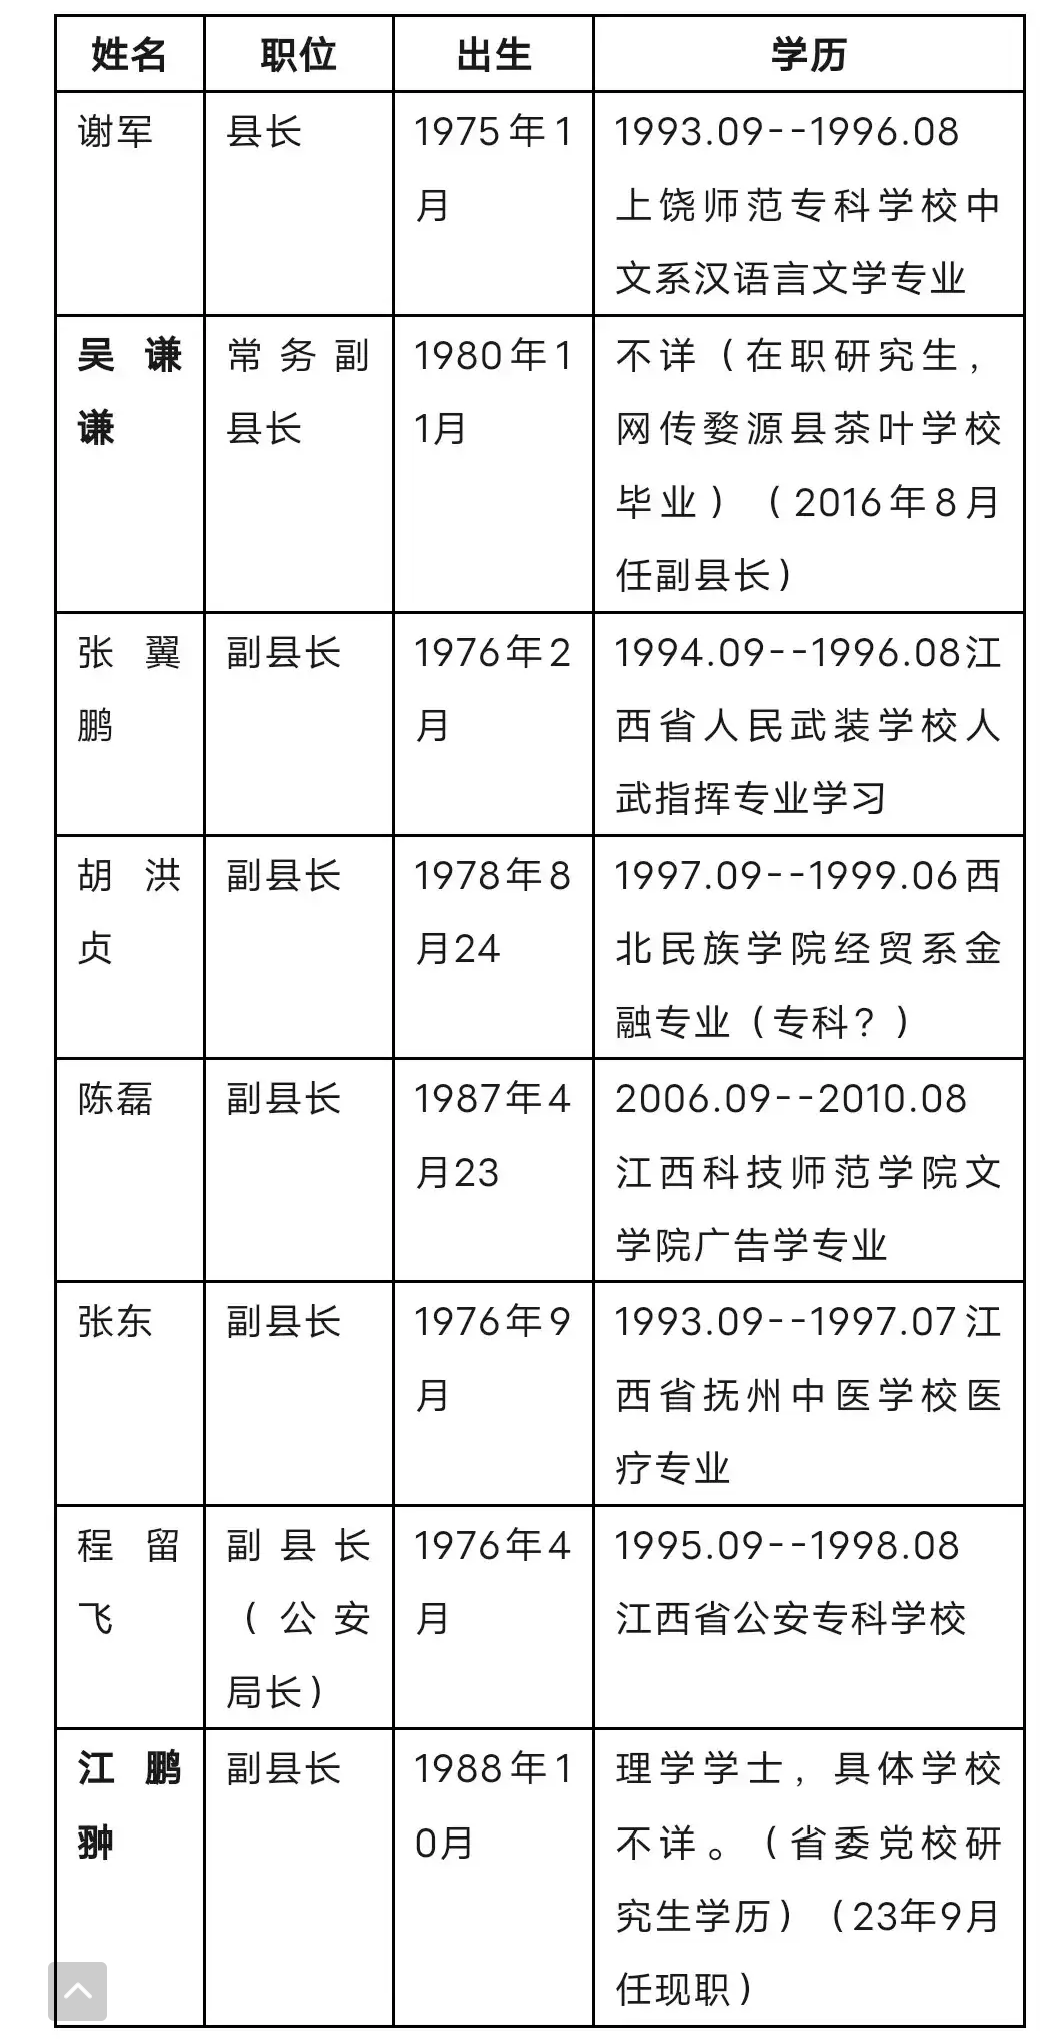 姓名 职位 出生 学历
谢军 县长 1975年1 1993.09--1996.08
月 上饶师范专科学校中
文系汉语言文学专业
吴谦 常务副 1980年1 不详（在职研究生，
谦 县长 1月 网传婺源县茶叶学校
毕业）（2016年8月
任副县长）
张翼 副县长 1976年2 1994.09--1996.08江
鹏 月 西省人民武装学校人
武指挥专业学习
胡洪 副县长 1978年8 1997.09--1999.06西
贞 月24 北民族学院经贸系金
融专业（专科？）
陈磊 副县长 1987年4 2006.09--2010.08
月23 江西科技师范学院文
学院广告学专业
张东 副县长 1976年9 1993.09--1997.07江
月 西省抚州中医学校医
疗专业
程留 副县长 1976年4 1995.09--1998.08
飞 （公安 月 江西省公安专科学校
局长）
江鹏 副县长 1988年1 理学学士，具体学校
翀 0月 不详。（省委党校研
究生学历）（23年9月
任现职）